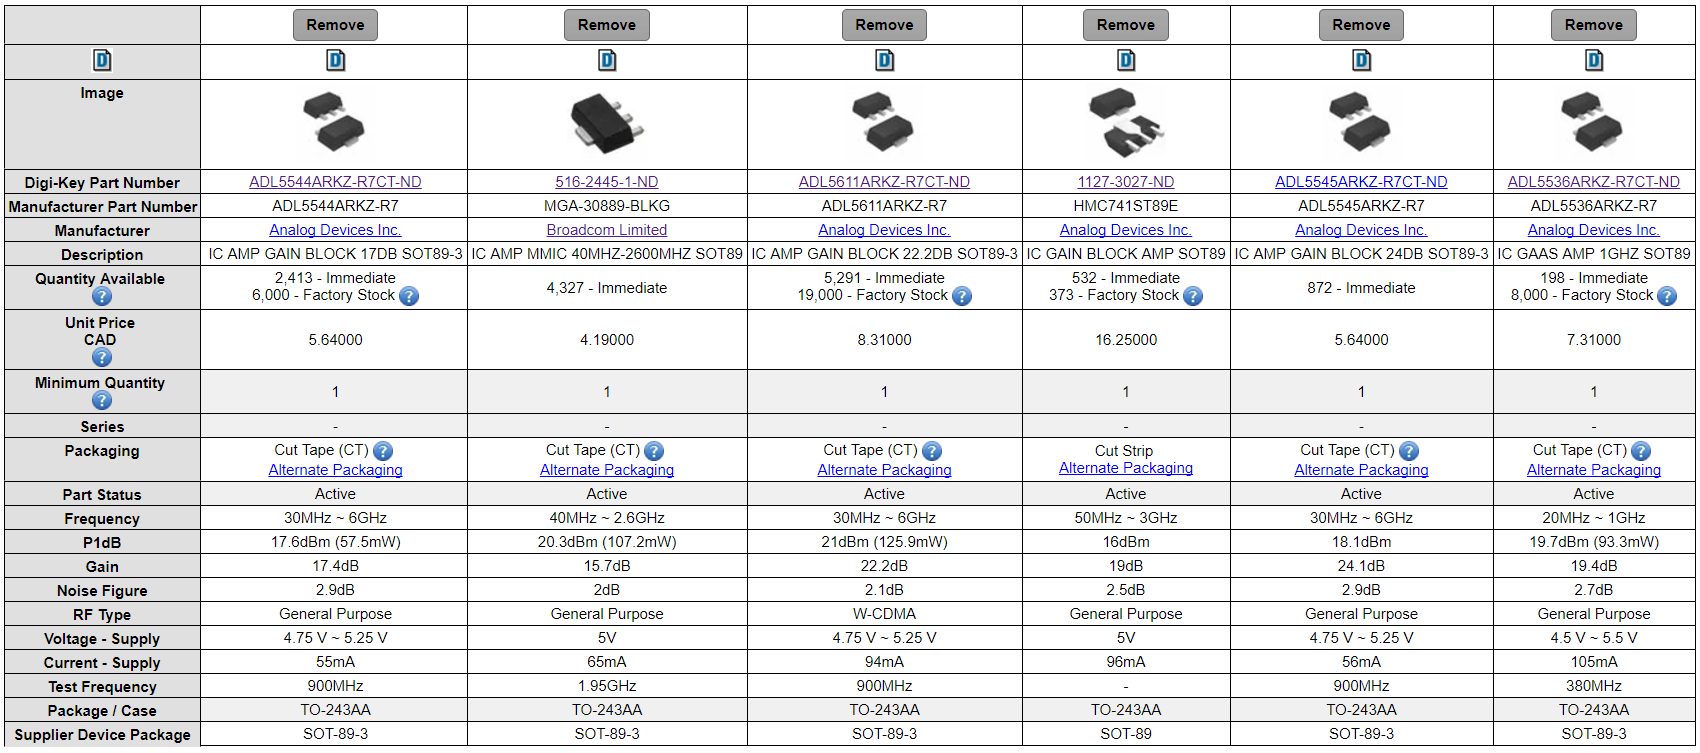 Remove Remove Remove Remove Remove Remove
D D D D D D D
Image
Digi-Key Part Number ADL5544ARKZ-R7CT-ND 516-2445-1-ND ADL5611ARKZ-R7CT-ND 1127-3027-ND ADL5545ARKZ-R7CT-ND ADL5536ARKZ-R7CT-ND
Manufacturer Part Number ADL5544ARKZ-R7 MGA-30889-BLKG ADL5611ARKZ-R7 HMC741ST89E ADL5545ARKZ-R7 ADL5536ARKZ-R7
Manufacturer Analog Devices Inc. Broadcom Limited Analog Devices Inc. Analog Devices Inc. Analog Devices Inc. Analog Devices Inc.
Description IC AMP GAIN BLOCK 17DB SOT89-3 IC AMP MMIC 40MHZ-2600MHZ SOT89 IC AMP GAIN BLOCK 22.2DB SOT89-3 IC GAIN BLOCK AMP SOT89 IC AMP GAIN BLOCK 24DB SOT89-3 IC GAAS AMP 1GHZ SOT89
Quantity Available 2,413 - Immediate 4,327 - Immediate 5,291 - Immediate 532 - Immediate 872 - Immediate 198 - Immediate
? 6,000 - Factory Stock ? 19,000 - Factory Stock ? 373 - Factory Stock ? 8,000 - Factory Stock ?
Unit Price
CAD 5.64000 4.19000 8.31000 16.25000 5.64000 7.31000
?
Minimum Quantity
? 1 1 1 1 1 1
Series - - - - - -
Packaging Cut Tape (CT) ? Cut Tape (CT) ? Cut Tape (CT) ? Cut Strip Cut Tape (CT) ? Cut Tape (CT) ?
Alternate Packaging Alternate Packaging Alternate Packaging Alternate Packaging Alternate Packaging Alternate Packaging
Part Status Active Active Active Active Active Active
Frequency 30MHz ~ 6GHz 40MHz ~ 2.6GHz 30MHz ~ 6GHz 50MHz ~ 3GHz 30MHz ~ 6GHz 20MHz ~ 1GHz
P1dB 17.6dBm (57.5mW) 20.3dBm (107.2mW) 21dBm (125.9mW) 16dBm 18.1dBm 19.7dBm (93.3mW)
Gain 17.4dB 15.7dB 22.2dB 19dB 24.1dB 19.4dB
Noise Figure 2.9dB 2dB 2.1dB 2.5dB 2.9dB 2.7dB
RF Type General Purpose General Purpose W-CDMA General Purpose General Purpose General Purpose
Voltage - Supply 4.75 V ~ 5.25 V 5V 4.75 V ~ 5.25 V 5V 4.75 V ~ 5.25 V 4.5 V ~ 5.5 V
Current - Supply 55mA 65mA 94mA 96mA 56mA 105mA
Test Frequency 900MHz 1.95GHz 900MHz - 900MHz 380MHz
Package / Case TO-243AA TO-243AA TO-243AA TO-243AA TO-243AA TO-243AA
Supplier Device Package SOT-89-3 SOT-89-3 SOT-89-3 SOT-89 SOT-89-3 SOT-89-3